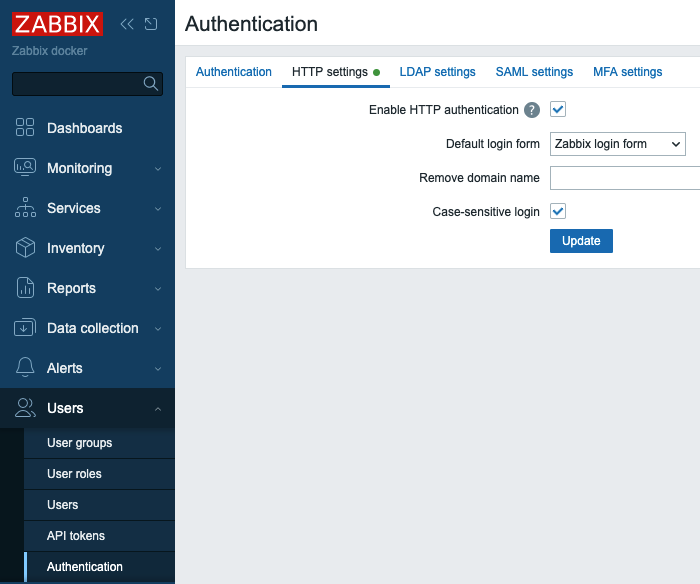 ZABBIX
Zabbix docker
Dashboards
Monitoring
Services
Inventory
Reports
Data collection
Alerts
Users
User groups
User roles
Users
API tokens
Authentication
Authentication
Authentication HTTP settings LDAP settings SAML settings MFA settings
Enable HTTP authentication ?
Default login form Zabbix login form
Remove domain name
Case-sensitive login
Update